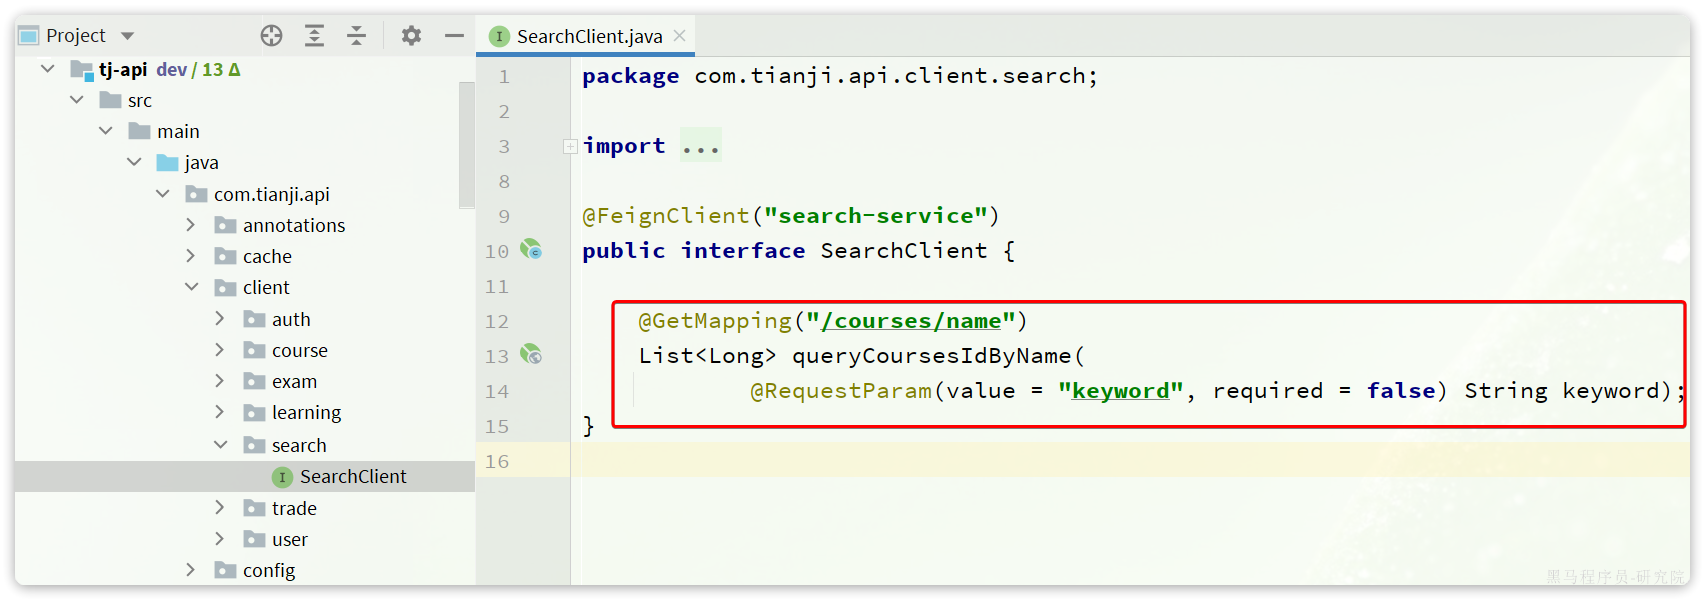 Project
SearchClient.java
tj-api dev / 13 Δ
src
main
java
com.tianji.api
annotations
cache
client
auth
course
exam
learning
search
SearchClient
trade
user
config
1 package com.tianji.api.client.search;
2
3 import ...
8
9 @FeignClient("search-service")
10 public interface SearchClient {
11
12 @GetMapping("/courses/name")
13 List<Long> queryCoursesIdByName(
14 @RequestParam(value = "keyword", required = false) String keyword);
15 }
16
黑马程序员-研究院